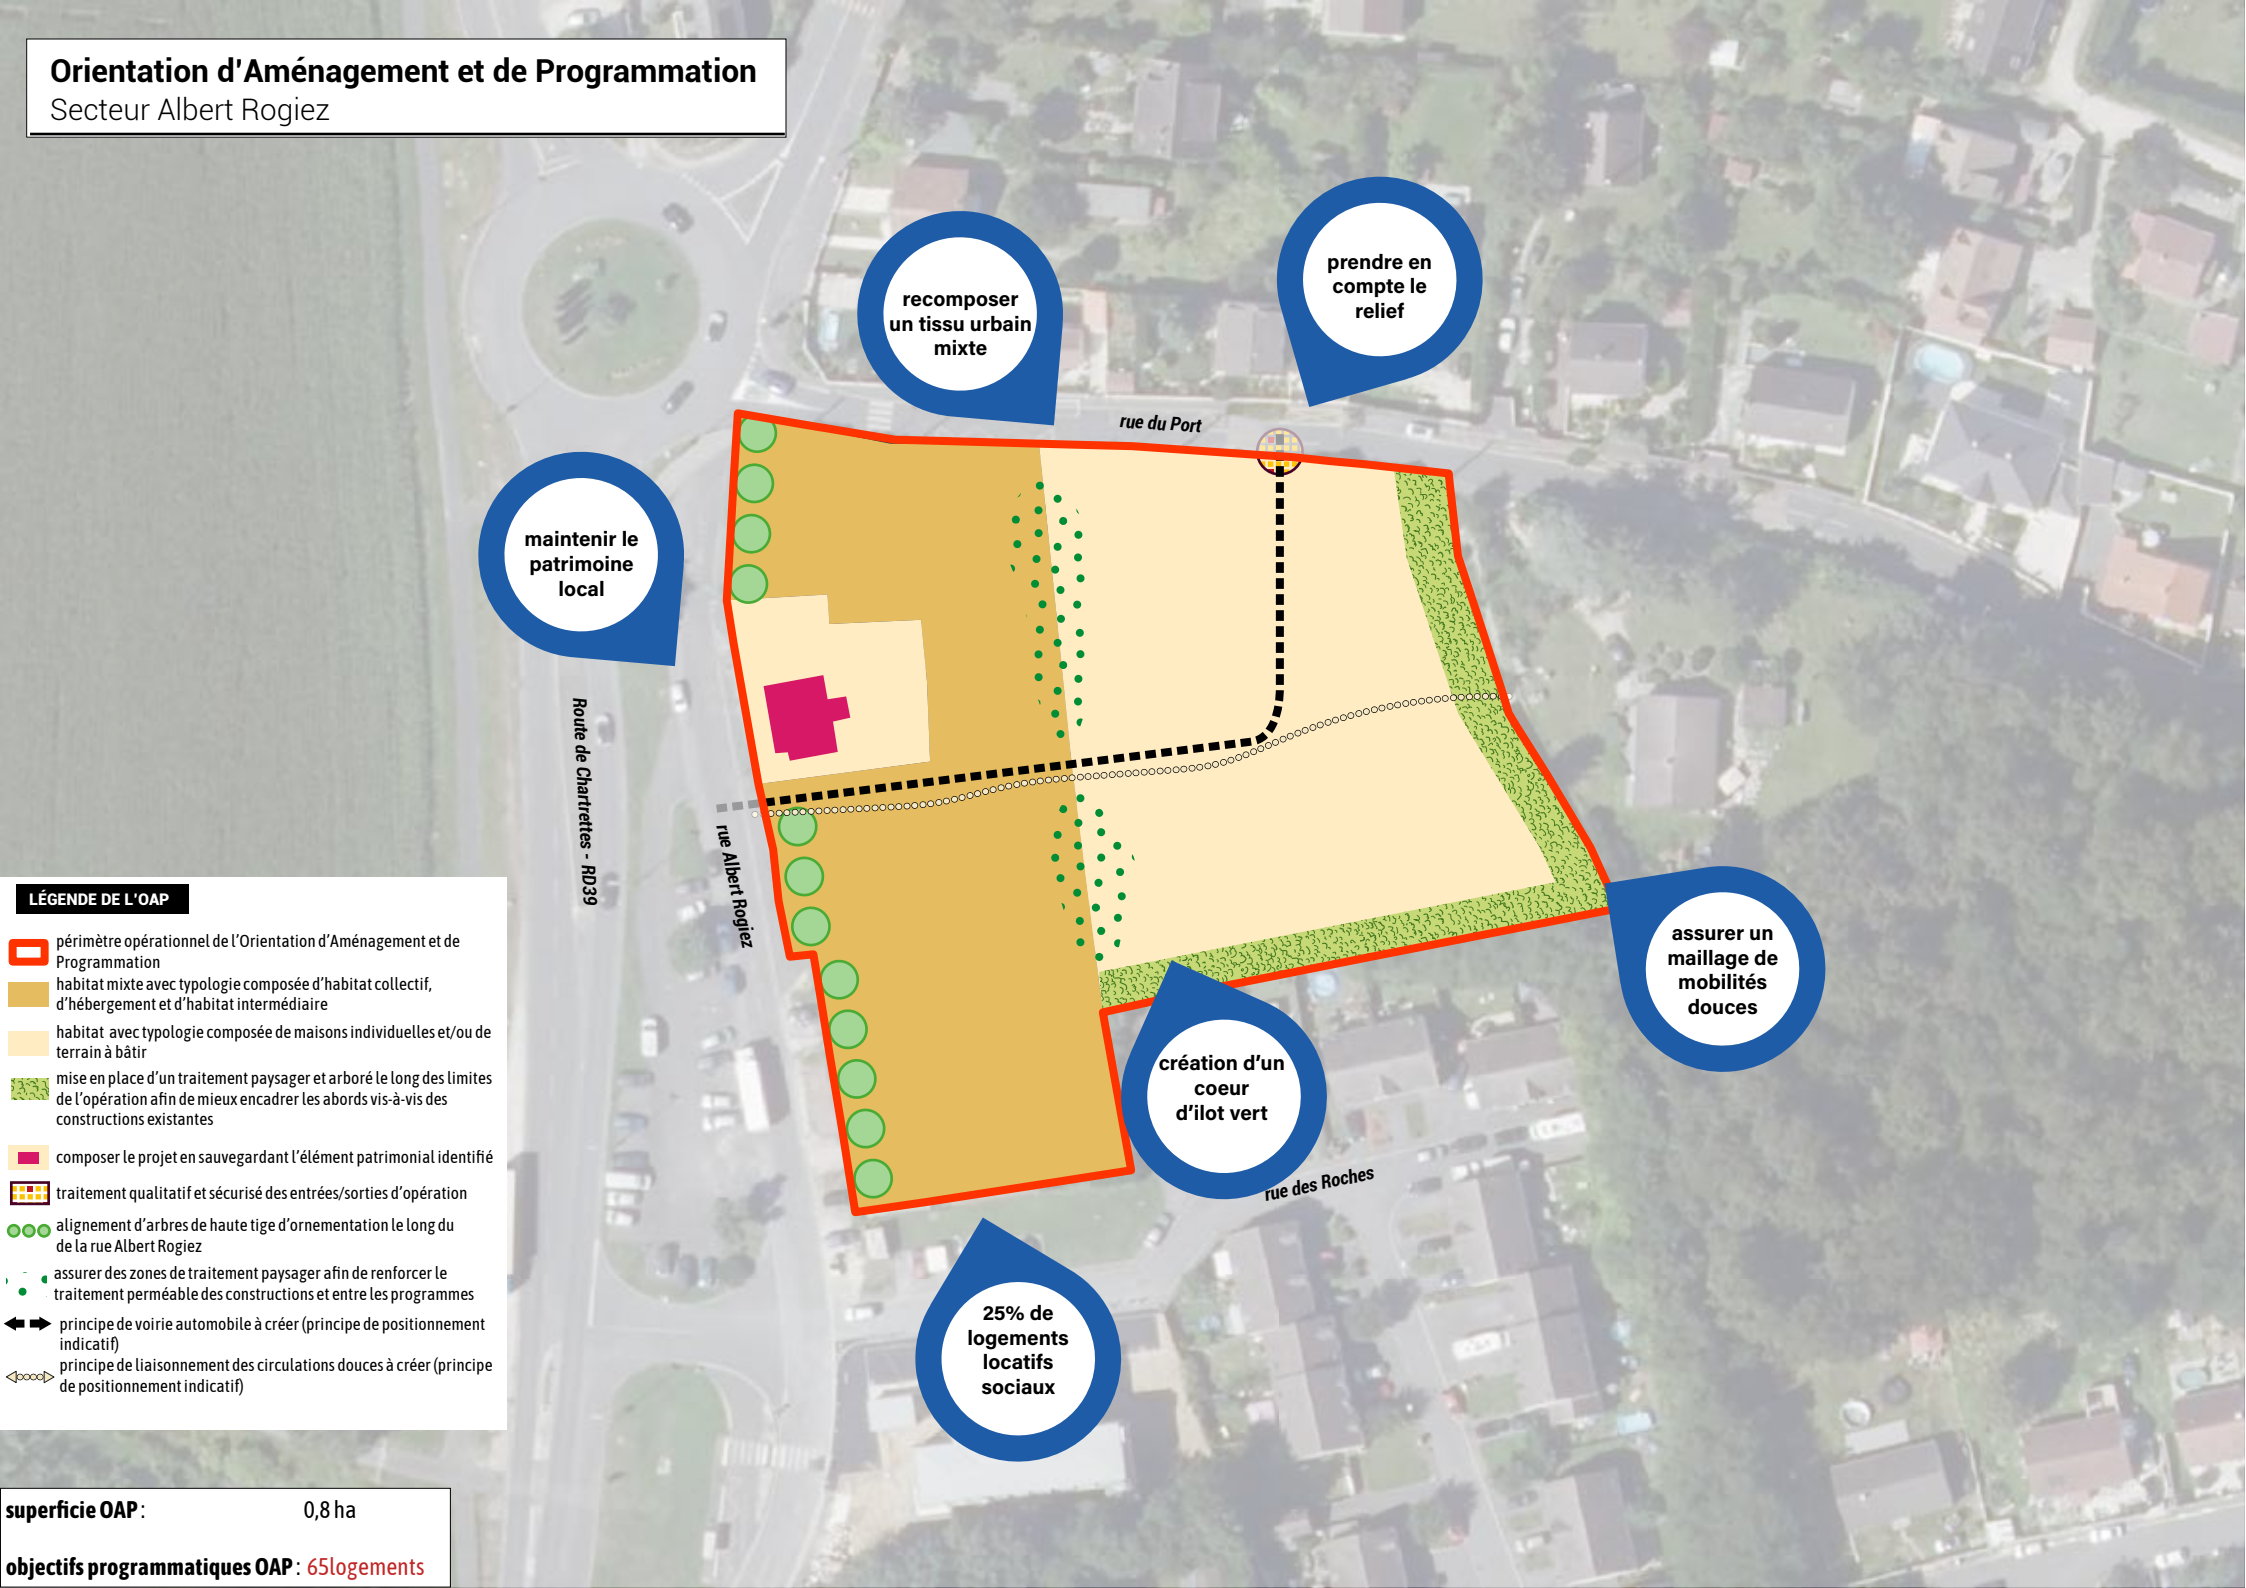 Orientation d'Aménagement et de Programmation
Secteur Albert Rogiez
prendre en
compte le
relief
recomposer
un tissu urbain
mixte
rue du Port
maintenir le
patrimoine
local
Route de Chartrettes - RD39
rue Albert Rogiez
assurer un
maillage de
mobilités
douces
création d'un
coeur
d'ilot vert
rue des Roches
25% de
logements
locatifs
sociaux
LÉGENDE DE L'OAP
périmètre opérationnel de l'Orientation d'Aménagement et de
Programmation
habitat mixte avec typologie composée d'habitat collectif,
d'hébergement et d'habitat intermédiaire
habitat avec typologie composée de maisons individuelles et/ou de
terrain à bâtir
mise en place d'un traitement paysager et arboré le long des limites
de l'opération afin de mieux encadrer les abords vis-à-vis des
constructions existantes
composer le projet en sauvegardant l'élément patrimonial identifié
traitement qualitatif et sécurisé des entrées/sorties d'opération
alignement d'arbres de haute tige d'ornementation le long du
de la rue Albert Rogiez
assurer des zones de traitement paysager afin de renforcer le
traitement perméable des constructions et entre les programmes
principe de voirie automobile à créer (principe de positionnement
indicatif)
principe de liaisonnement des circulations douces à créer (principe
de positionnement indicatif)
superficie OAP : 0,8 ha
objectifs programmatiques OAP : 65logements